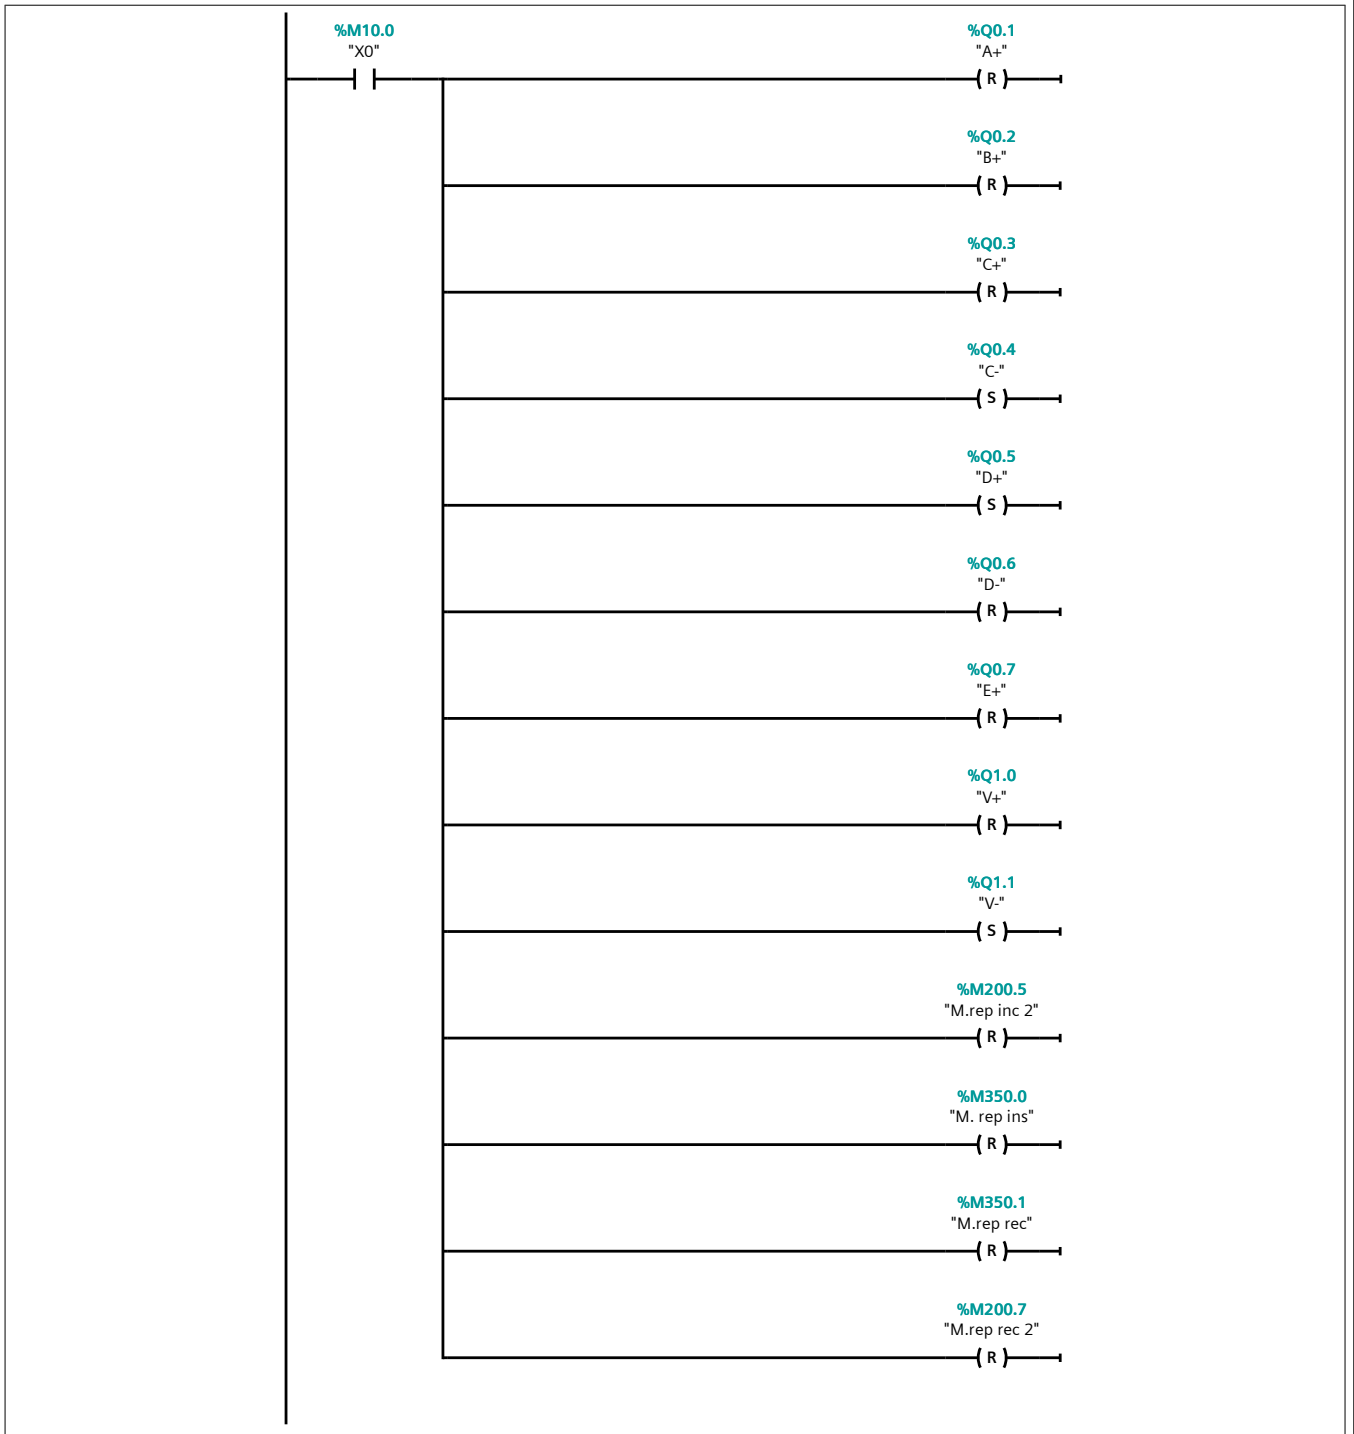 %M10.0
"X0"
%Q0.1
"A+"
R
%Q0.2
"B+"
R
%Q0.3
"C+"
R
%Q0.4
"C-"
S
%Q0.5
"D+"
S
%Q0.6
"D-"
R
%Q0.7
"E+"
R
%Q1.0
"V+"
R
%Q1.1
"V-"
S
%M200.5
"M.rep inc 2"
R
%M350.0
"M. rep ins"
R
%M350.1
"M.rep rec"
R
%M200.7
"M.rep rec 2"
R